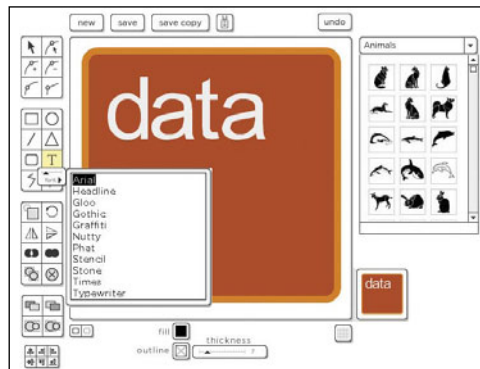 new save save copy undo
Animals
data
T
font
Arial
Headline
Gloo
Gothic
Graffiti
Nutty
Phat
Stencil
Stone
Times
Typewriter
data
fill
thickness
outline